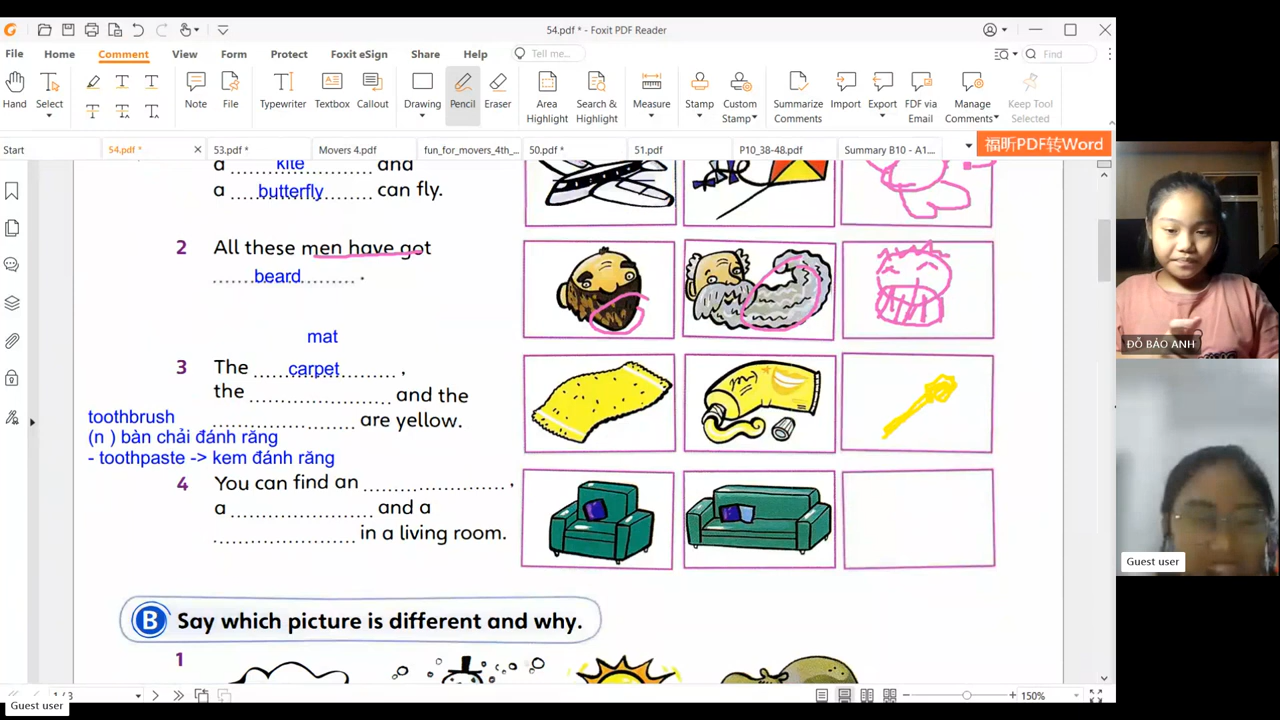 54.pdf * - Foxit PDF Reader
File Home Comment View Form Protect Foxit eSign Share Help Tell me... Find
Hand Select Note File Typewriter Textbox Callout Drawing Pencil Eraser Area Highlight Search & Highlight Measure Stamp Custom Stamp Summarize Comments Import Export FDF via Email Manage Comments Keep Tool Selected
Start 54.pdf * 53.pdf * Movers 4.pdf fun_for_movers_4th_... 50.pdf * 51.pdf P10_38-48.pdf Summary B10 - A1... 福昕PDF转Word
a kite and
a butterfly can fly.
2 All these men have got
beard .
mat
3 The carpet ,
the ........................ and the
........................ are yellow.
toothbrush
(n ) bàn chải đánh răng
- toothpaste -> kem đánh răng
4 You can find an ........................ ,
a ........................ and a
........................ in a living room.
B Say which picture is different and why.
1
1 / 3
150%
Guest user
ĐỖ BẢO ANH
Guest user